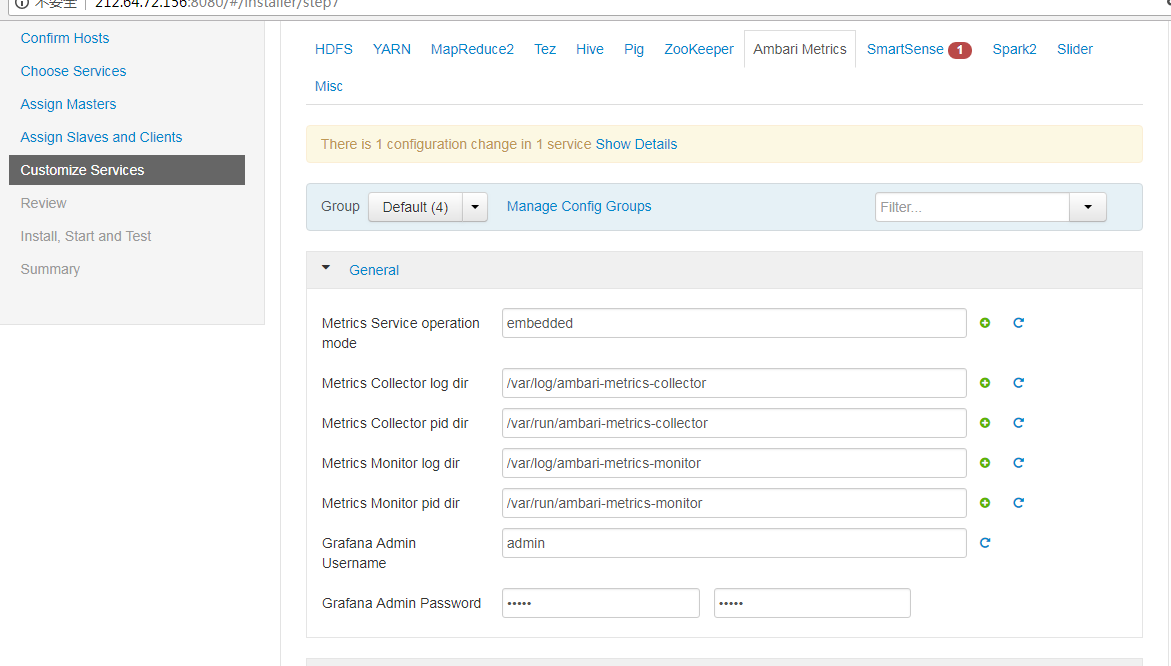 不安全 | 212.64.72.156:8080/#/installer/step7
Confirm Hosts
Choose Services
Assign Masters
Assign Slaves and Clients
Customize Services
Review
Install, Start and Test
Summary
HDFS YARN MapReduce2 Tez Hive Pig ZooKeeper Ambari Metrics SmartSense 1 Spark2 Slider
Misc
There is 1 configuration change in 1 service Show Details
Group Default (4) Manage Config Groups Filter...
General
Metrics Service operation mode embedded
Metrics Collector log dir /var/log/ambari-metrics-collector
Metrics Collector pid dir /var/run/ambari-metrics-collector
Metrics Monitor log dir /var/log/ambari-metrics-monitor
Metrics Monitor pid dir /var/run/ambari-metrics-monitor
Grafana Admin Username admin
Grafana Admin Password ••••• •••••